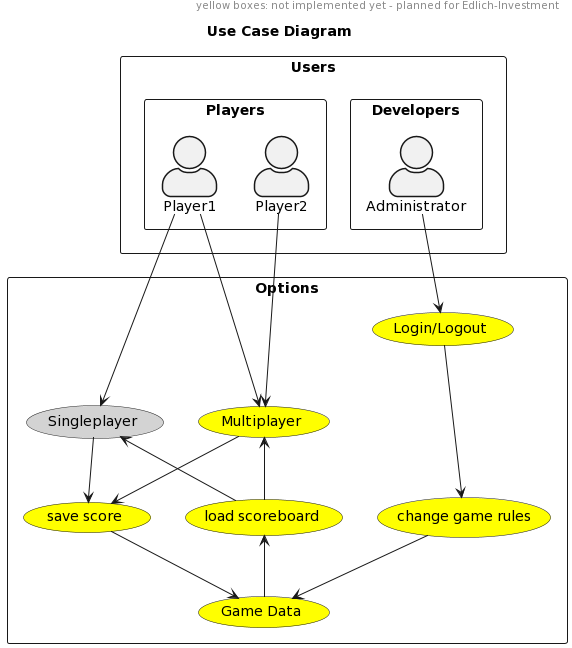 yellow boxes: not implemented yet - planned for Edlich-Investment
Use Case Diagram
Users
Players
Developers
Player1
Player2
Administrator
Options
Login/Logout
Singleplayer
Multiplayer
save score
load scoreboard
change game rules
Game Data